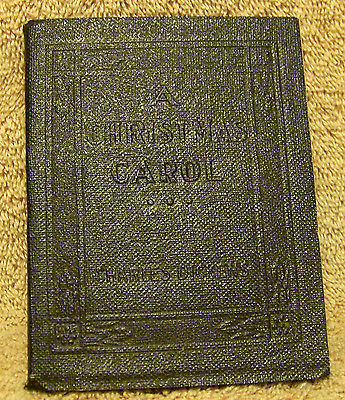 A
CHRISTMAS
CAROL
CHARLES DICKENS